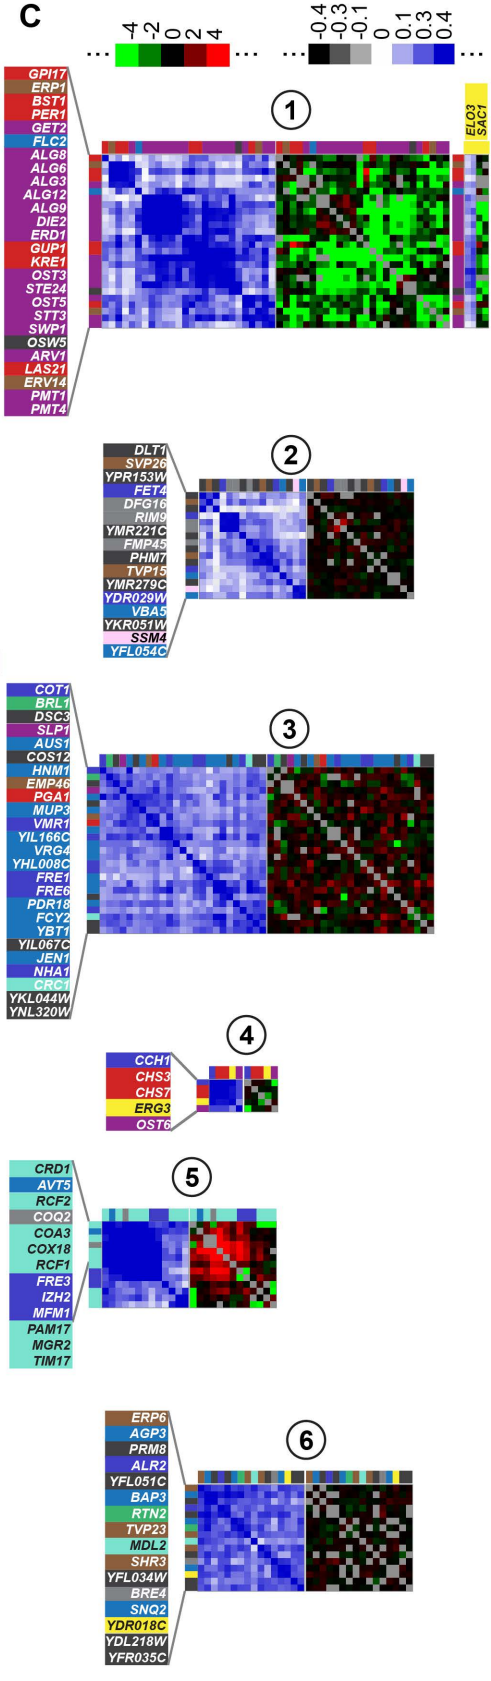 C
-4 -2 0 2 4
-0.4 -0.3 -0.1 0 0.1 0.3 0.4
1
ELO3
SAC1
GPI17
ERP1
BST1
PER1
GET2
FLC2
ALG8
ALG6
ALG3
ALG12
ALG9
DIE2
ERD1
GUP1
KRE1
OST3
STE24
OST5
STT3
SWP1
OSW5
ARV1
LAS21
ERV14
PMT1
PMT4
2
DLT1
SVP26
YPR153W
FET4
DFG16
RIM9
YMR221C
FMP45
PHM7
TVP15
YMR279C
YDR029W
VBA5
YKR051W
SSM4
YFL054C
3
COT1
BRL1
DSC3
SLP1
AUS1
COS12
HNM1
EMP46
PGA1
MUP3
VMR1
YIL166C
VRG4
YHL008C
FRE1
FRE6
PDR18
FCY2
YBT1
YIL067C
JEN1
NHA1
CRC1
YKL044W
YNL320W
4
CCH1
CHS3
CHS7
ERG3
OST6
5
CRD1
AVT5
RCF2
COQ2
COA3
COX18
RCF1
FRE3
IZH2
MFM1
PAM17
MGR2
TIM17
6
ERP6
AGP3
PRM8
ALR2
YFL051C
BAP3
RTN2
TVP23
MDL2
SHR3
YFL034W
BRE4
SNQ2
YDR018C
YDL218W
YFR035C